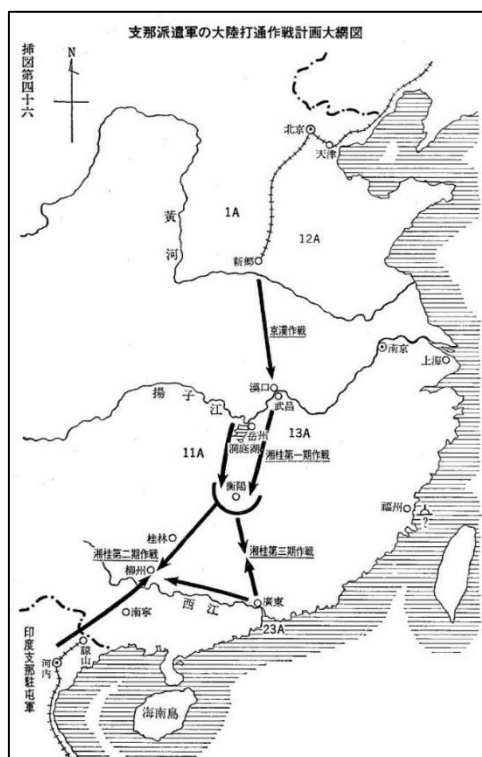 支那派遣軍の大陸打通作戦計画大綱図
挿図第四十六
N
北京
天津
1A
12A
黃河
新郷
京漢作戦
南京
上海
漢口
武昌
揚子江
岳州
洞庭湖
13A
11A
湘桂第一期作戦
衡陽
福州
?
桂林
湘桂第二期作戦
湘桂第三期作戦
柳州
西江
廣東
南寧
23A
諒山
河内
印度支那駐屯軍
海南島